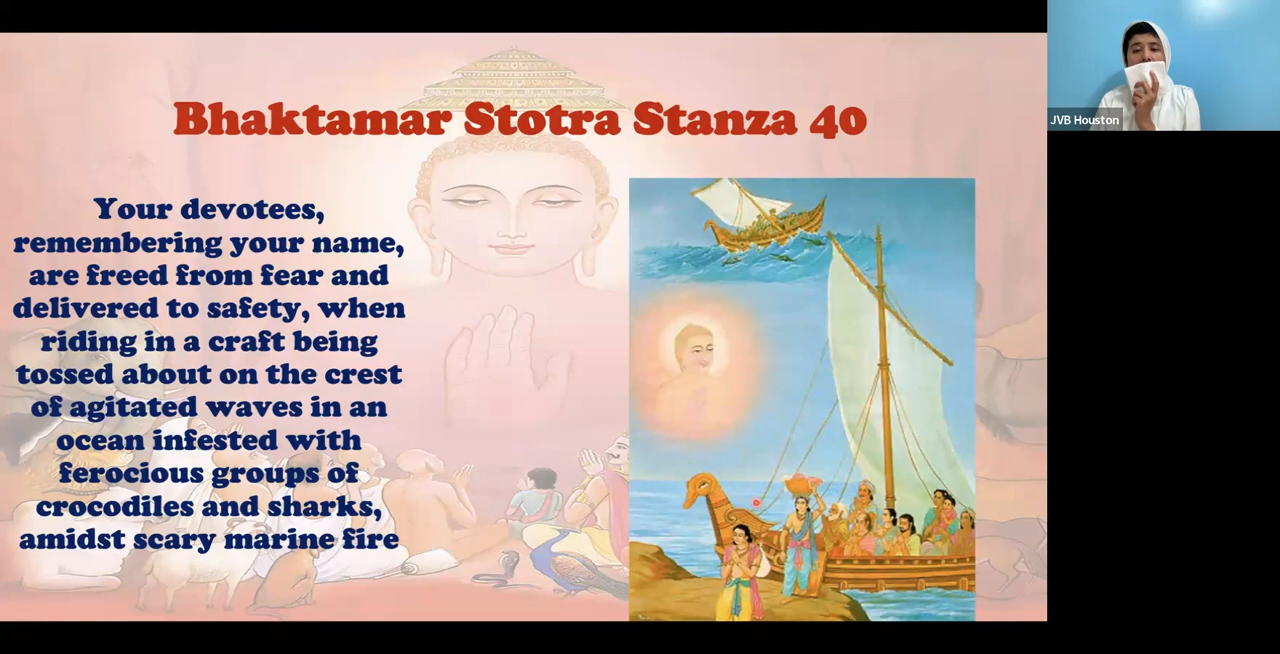 Bhaktamar Stotra Stanza 40
Your devotees,
remembering your name,
are freed from fear and
delivered to safety, when
riding in a craft being
tossed about on the crest
of agitated waves in an
ocean infested with
ferocious groups of
crocodiles and sharks,
amidst scary marine fire
JVB Houston